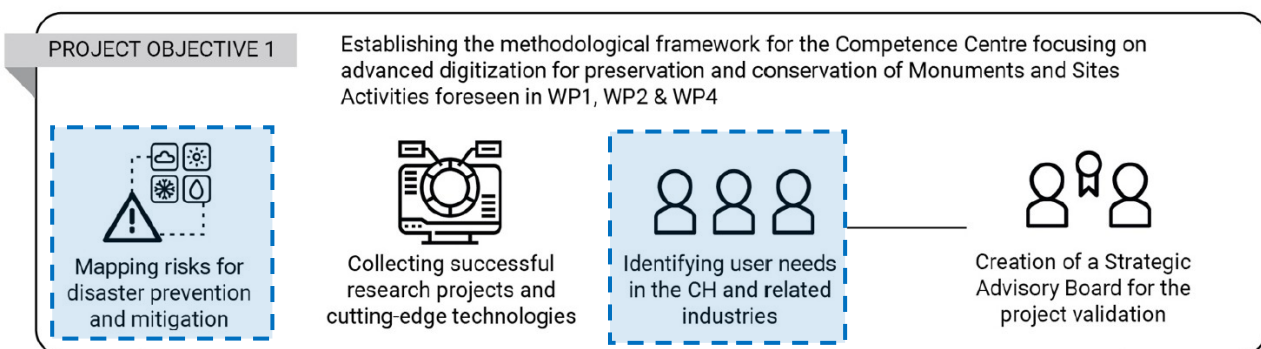 PROJECT OBJECTIVE 1
Establishing the methodological framework for the Competence Centre focusing on
advanced digitization for preservation and conservation of Monuments and Sites
Activities foreseen in WP1, WP2 & WP4
Mapping risks for
disaster prevention
and mitigation
Collecting successful
research projects and
cutting-edge technologies
Identifying user needs
in the CH and related
industries
Creation of a Strategic
Advisory Board for the
project validation